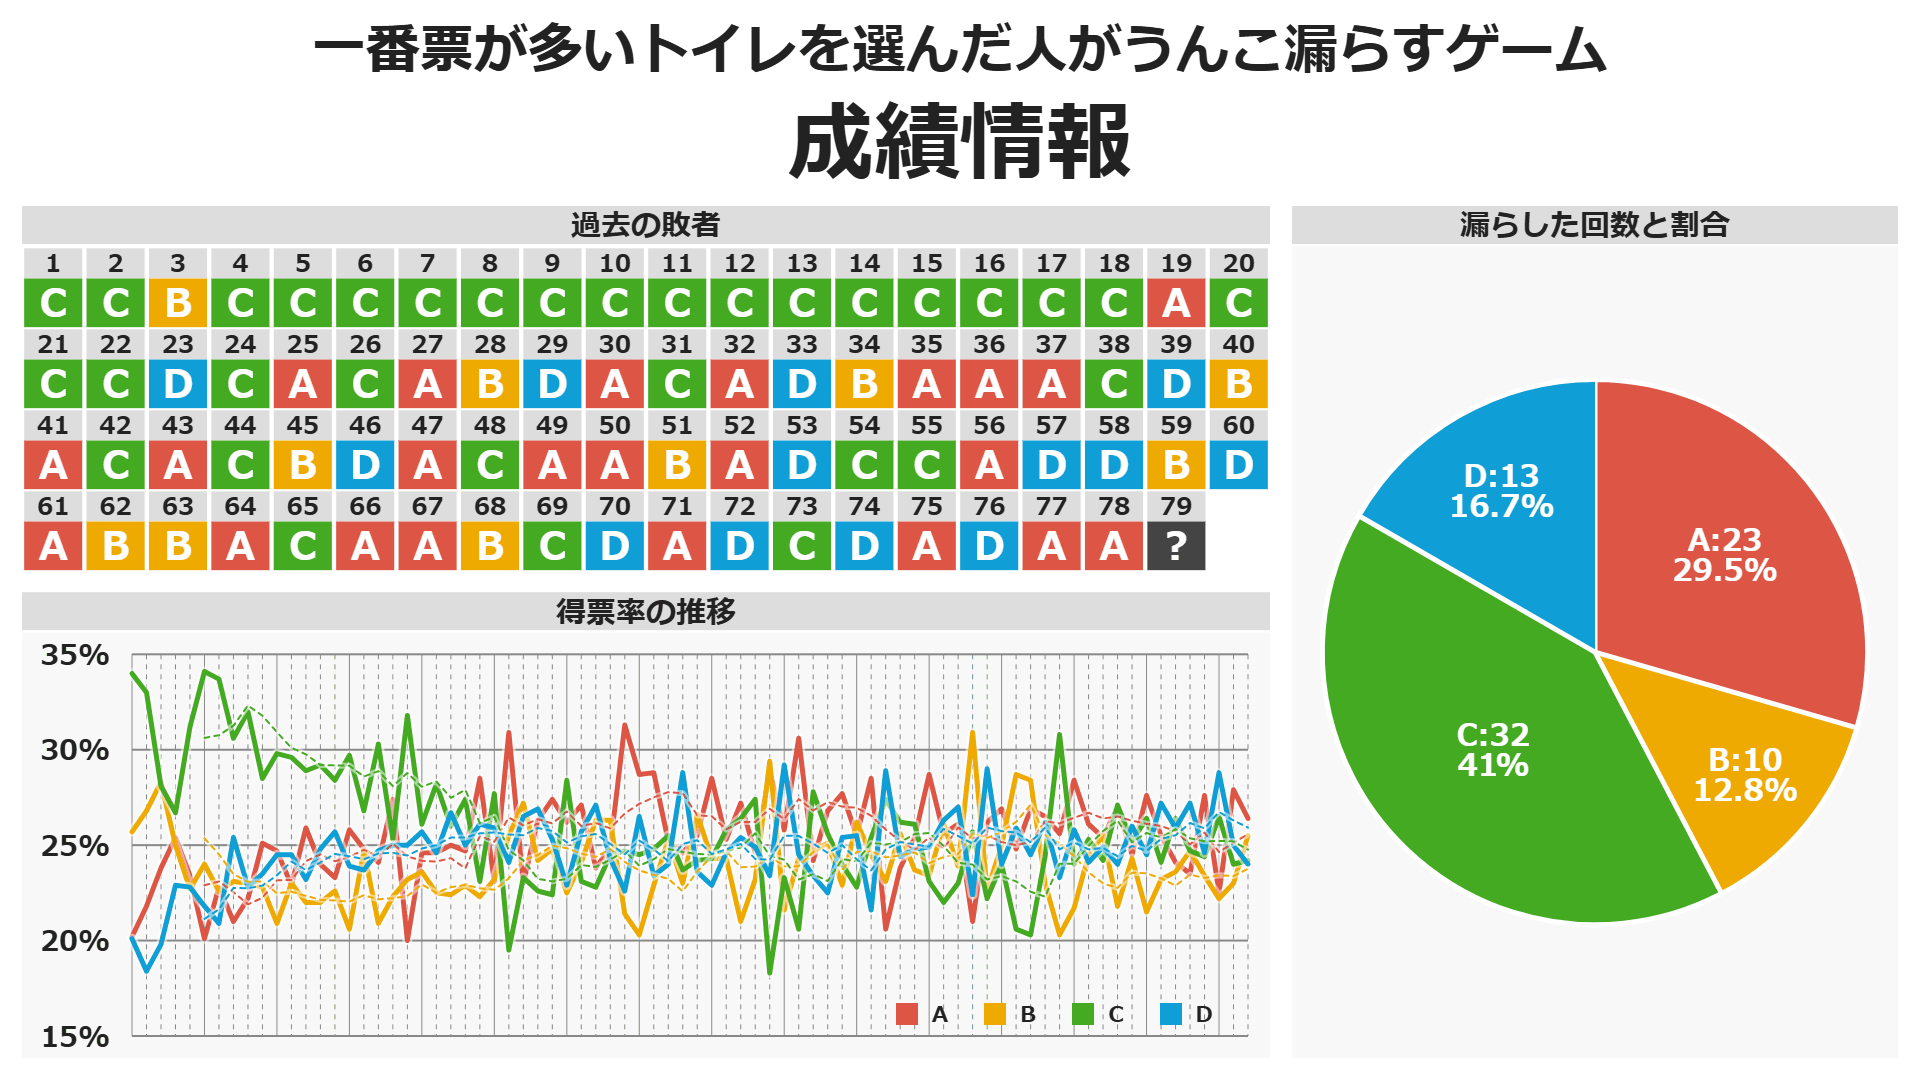 一番票が多いトイレを選んだ人がうんこ漏らすゲーム
成績情報
過去の敗者
1 2 3 4 5 6 7 8 9 10 11 12 13 14 15 16 17 18 19 20
C C B C C C C C C C C C C C C C C C A C
21 22 23 24 25 26 27 28 29 30 31 32 33 34 35 36 37 38 39 40
C C D C A C A B D A C A D B A A A C D B
41 42 43 44 45 46 47 48 49 50 51 52 53 54 55 56 57 58 59 60
A C A C B D A C A A B A D C C A D D B D
61 62 63 64 65 66 67 68 69 70 71 72 73 74 75 76 77 78 79
A B B A C A A B C D A D C D A D A A ?
得票率の推移
35%
30%
25%
20%
15%
A B C D
漏らした回数と割合
D:13
16.7%
A:23
29.5%
C:32
41%
B:10
12.8%